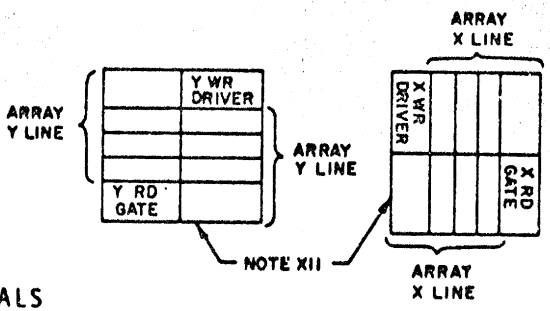 ARRAY
X LINE
Y WR
DRIVER
ARRAY
Y LINE
ARRAY
Y LINE
Y RD
GATE
X WR
DRIVER
X RD
GATE
NOTE XII
ARRAY
X LINE
ALS